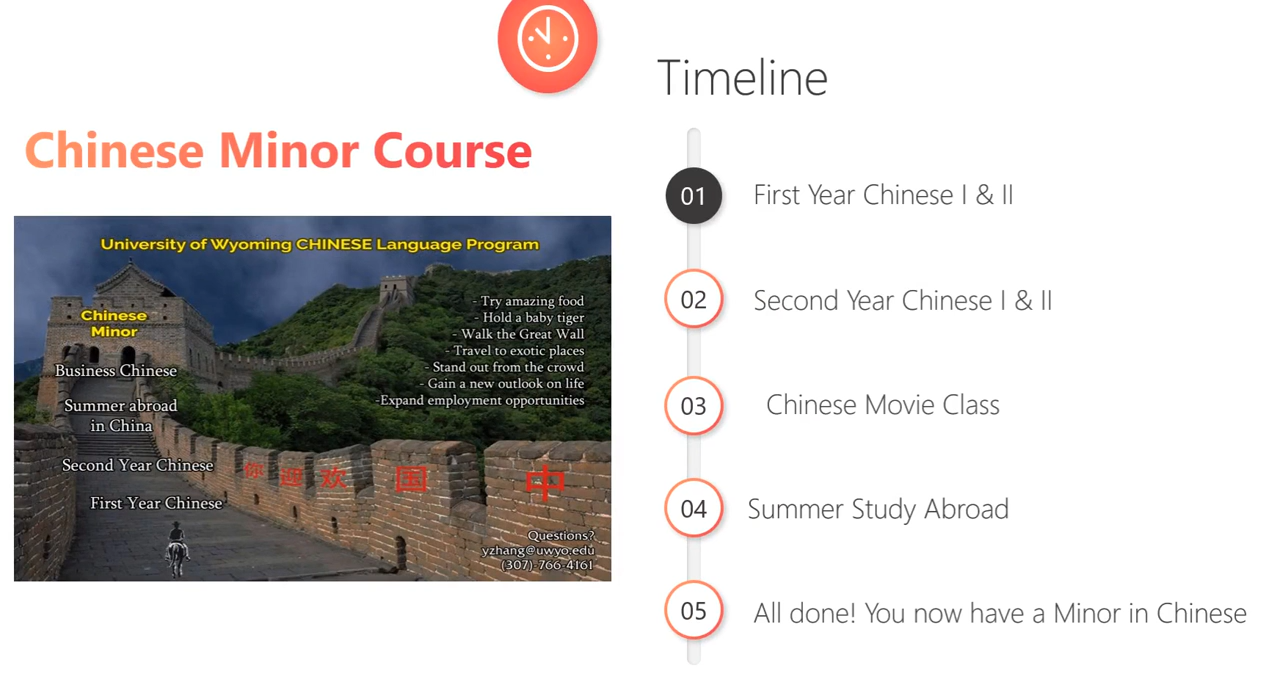 Chinese Minor Course
University of Wyoming CHINESE Language Program
Chinese
Minor
Business Chinese
Summer abroad
in China
Second Year Chinese
First Year Chinese
- Try amazing food
- Hold a baby tiger
- Walk the Great Wall
- Travel to exotic places
- Stand out from the crowd
- Gain a new outlook on life
-Expand employment opportunities
你 迎 欢 国 中
Questions?
yzhang@uwyo.edu
(307)-766-4161
Timeline
01 First Year Chinese I & II
02 Second Year Chinese I & II
03 Chinese Movie Class
04 Summer Study Abroad
05 All done! You now have a Minor in Chinese